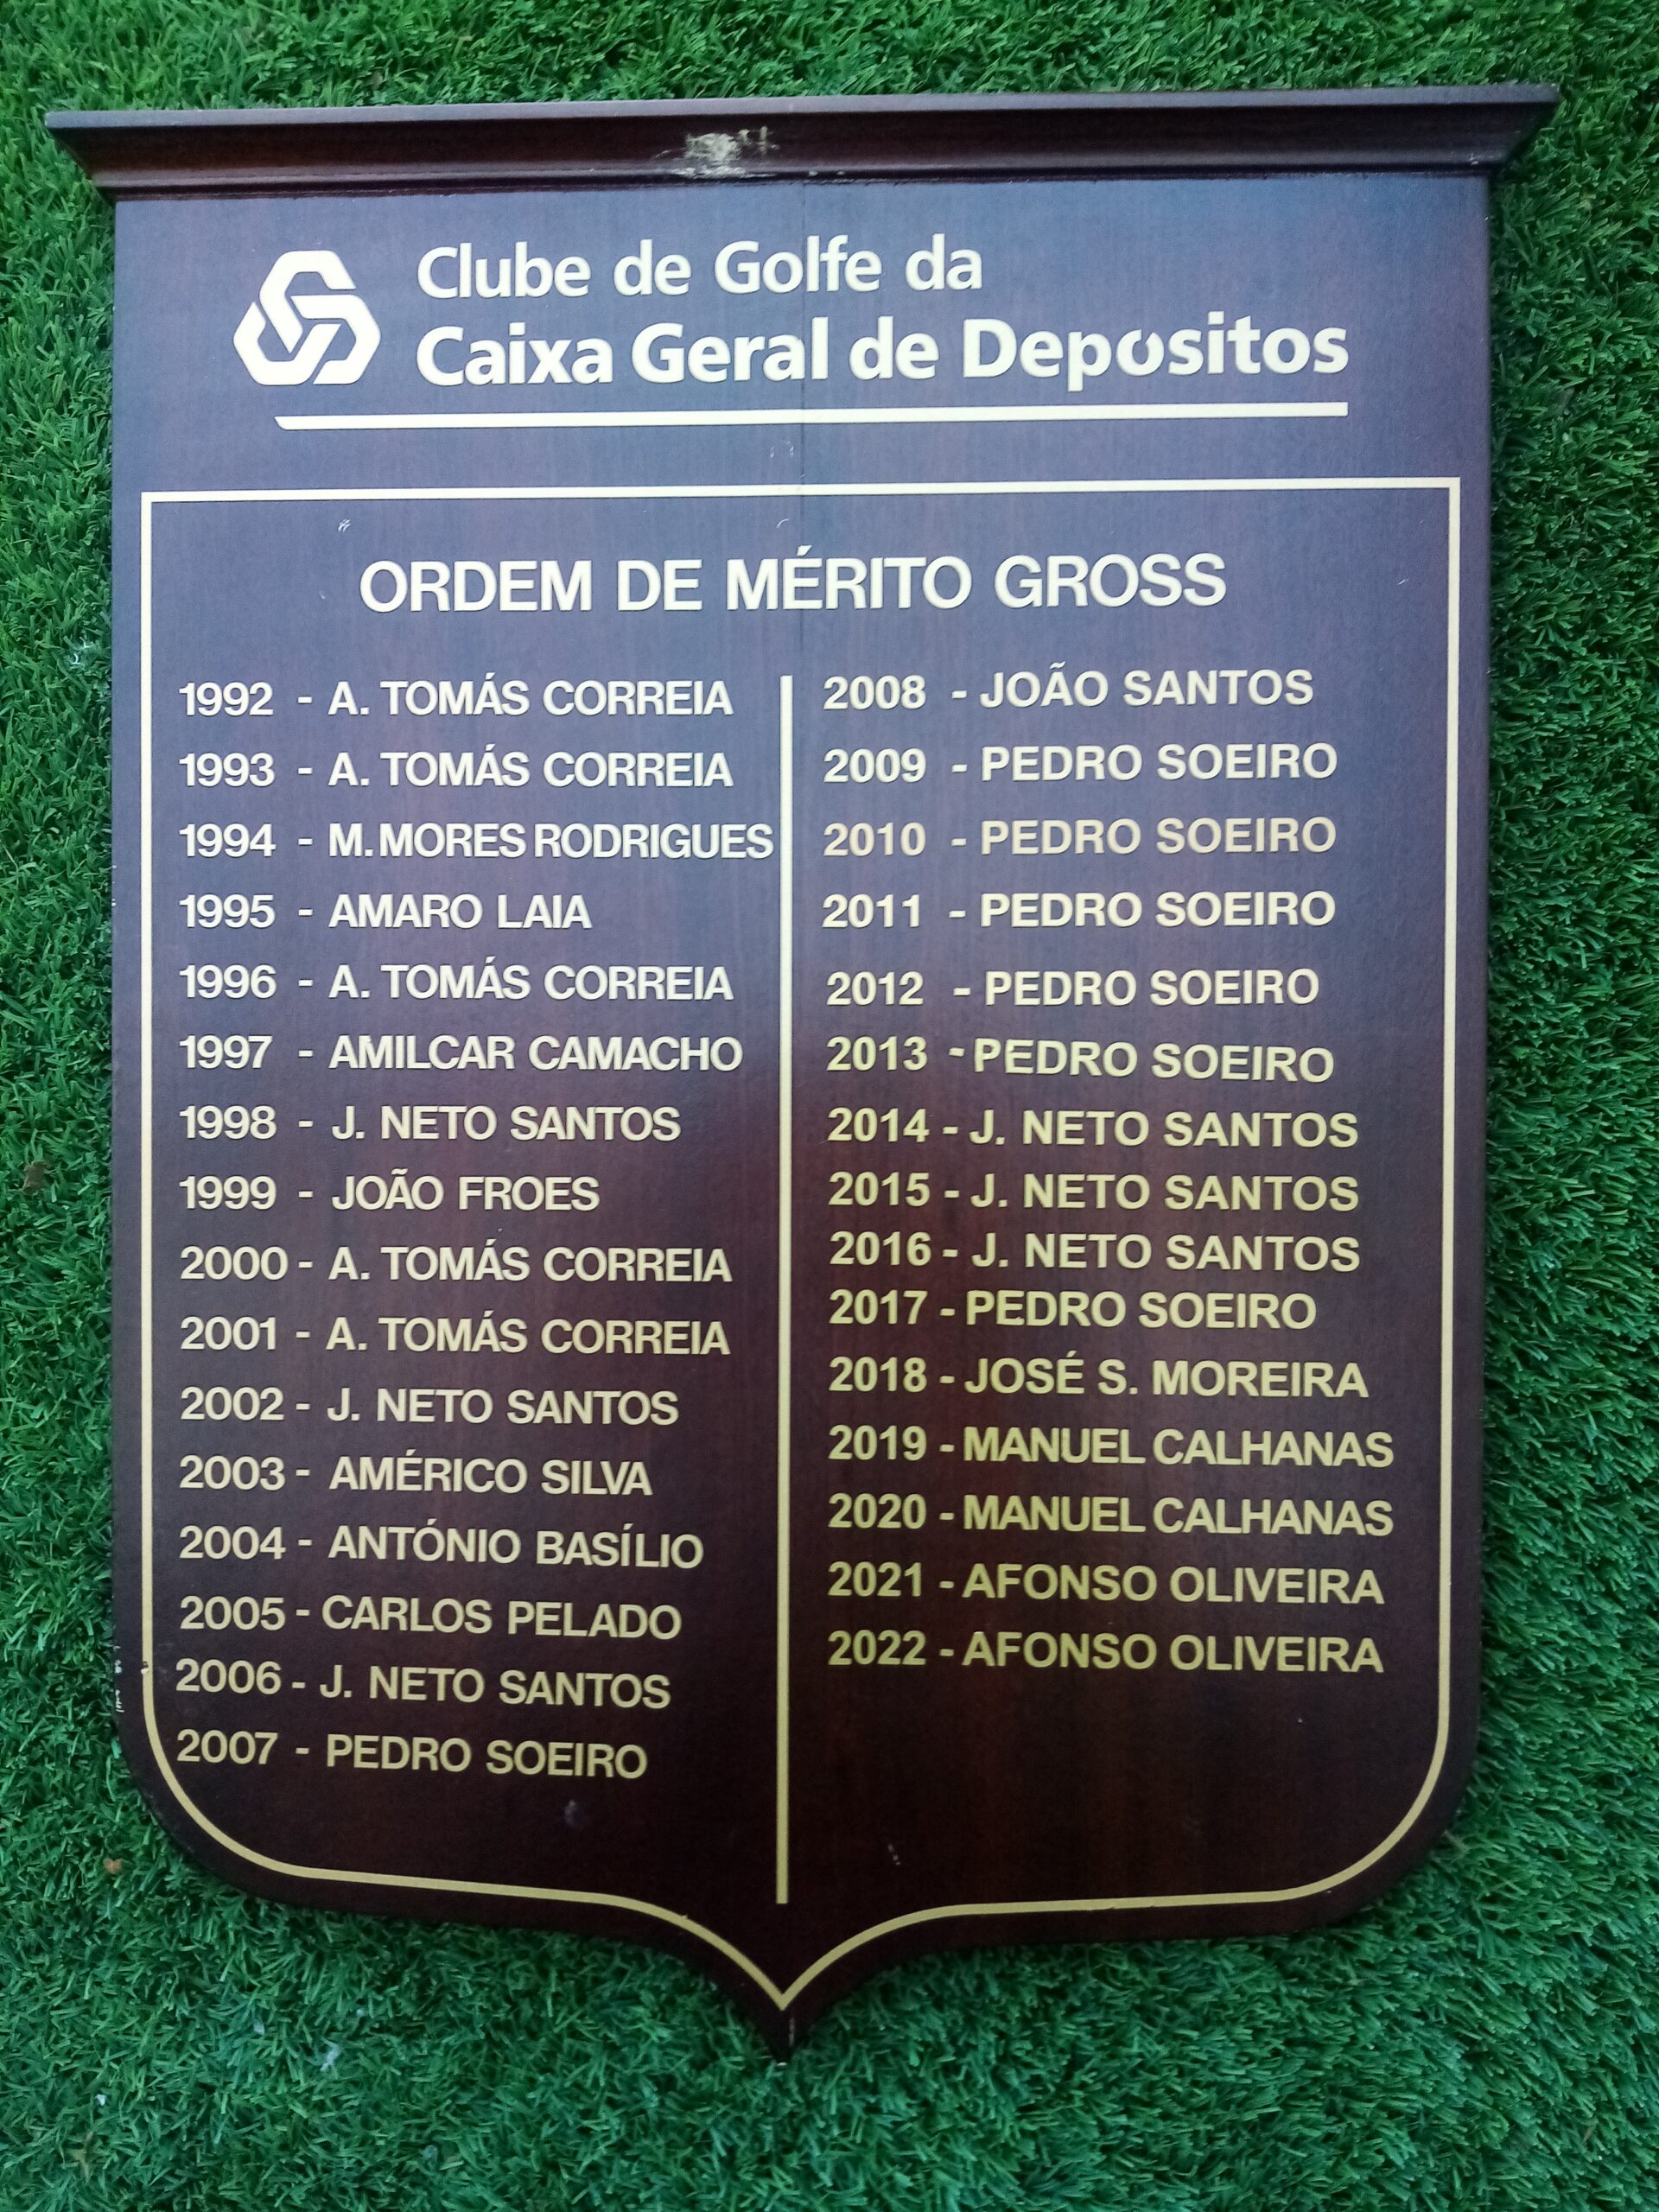 Clube de Golfe da
Caixa Geral de Depositos
ORDEM DE MÉRITO GROSS
1992 - A. TOMÁS CORREIA
1993 - A. TOMÁS CORREIA
1994 - M. MORES RODRIGUES
1995 - AMARO LAIA
1996 - A. TOMÁS CORREIA
1997 - AMILCAR CAMACHO
1998 - J. NETO SANTOS
1999 - JOÃO FROES
2000 - A. TOMÁS CORREIA
2001 - A. TOMÁS CORREIA
2002 - J. NETO SANTOS
2003 - AMÉRICO SILVA
2004 - ANTÓNIO BASÍLIO
2005 - CARLOS PELADO
2006 - J. NETO SANTOS
2007 - PEDRO SOEIRO
2008 - JOÃO SANTOS
2009 - PEDRO SOEIRO
2010 - PEDRO SOEIRO
2011 - PEDRO SOEIRO
2012 - PEDRO SOEIRO
2013 - PEDRO SOEIRO
2014 - J. NETO SANTOS
2015 - J. NETO SANTOS
2016 - J. NETO SANTOS
2017 - PEDRO SOEIRO
2018 - JOSÉ S. MOREIRA
2019 - MANUEL CALHANAS
2020 - MANUEL CALHANAS
2021 - AFONSO OLIVEIRA
2022 - AFONSO OLIVEIRA